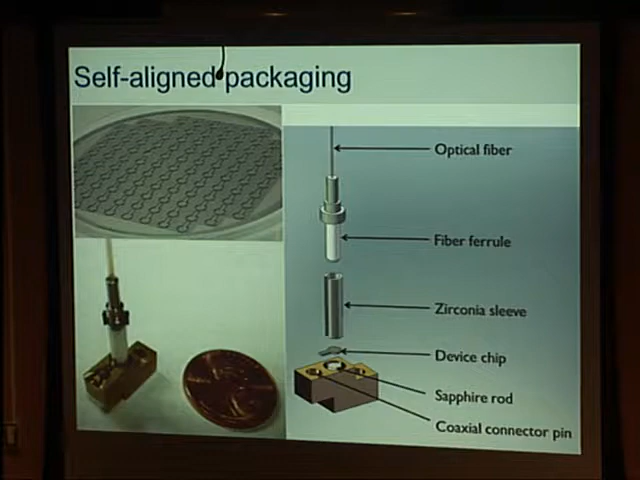 Self-aligned packaging
Optical fiber
Fiber ferrule
Zirconia sleeve
Device chip
Sapphire rod
Coaxial connector pin